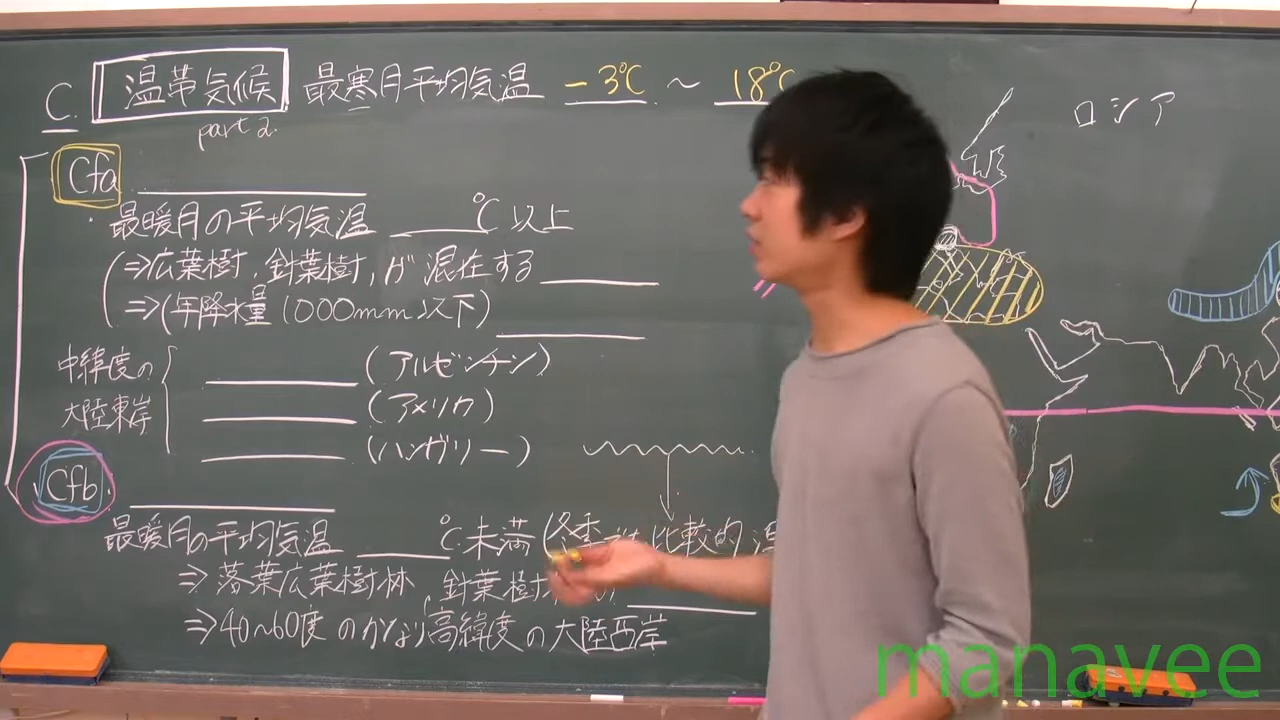 C. 温帯気候 最寒月平均気温 -3℃ ~ 18℃
part 2.
Cfa
・最暖月の平均気温 ℃以上
(⇒広葉樹,針葉樹,が混在する
⇒(年降水量1000mm以下)
中緯度の
大陸東岸
(アルゼンチン)
(アメリカ)
(ハンガリー)
Cfb
最暖月の平均気温 ℃未満(冬季 比較的
⇒落葉広葉樹林,針葉樹
⇒40~60度のかなり高緯度の大陸西岸
ロシア
manavee